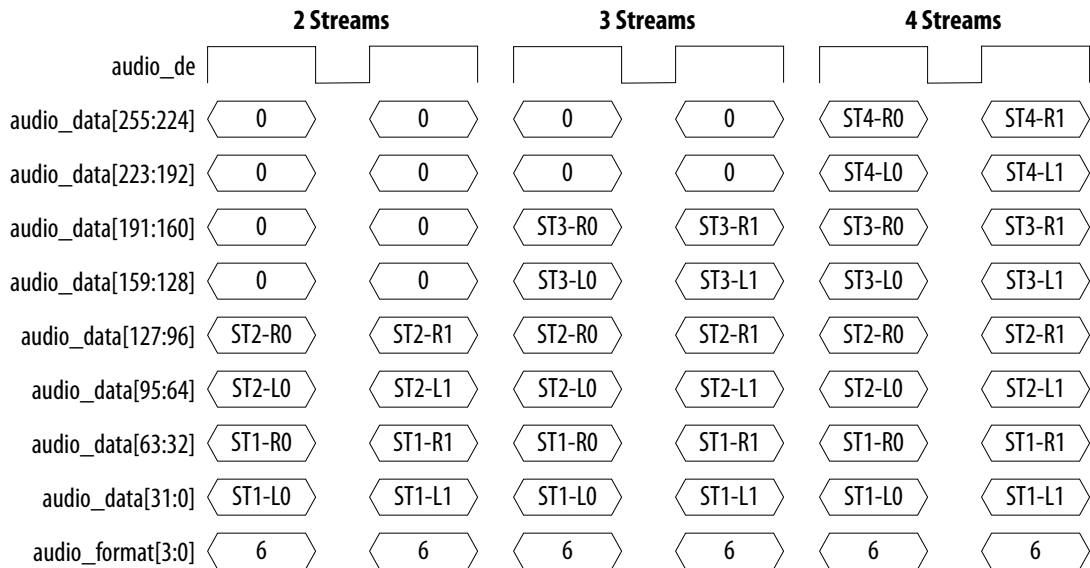 2 Streams 3 Streams 4 Streams
audio_de
audio_data[255:224] 0 0 0 0 ST4-R0 ST4-R1
audio_data[223:192] 0 0 0 0 ST4-L0 ST4-L1
audio_data[191:160] 0 0 ST3-R0 ST3-R1 ST3-R0 ST3-R1
audio_data[159:128] 0 0 ST3-L0 ST3-L1 ST3-L0 ST3-L1
audio_data[127:96] ST2-R0 ST2-R1 ST2-R0 ST2-R1 ST2-R0 ST2-R1
audio_data[95:64] ST2-L0 ST2-L1 ST2-L0 ST2-L1 ST2-L0 ST2-L1
audio_data[63:32] ST1-R0 ST1-R1 ST1-R0 ST1-R1 ST1-R0 ST1-R1
audio_data[31:0] ST1-L0 ST1-L1 ST1-L0 ST1-L1 ST1-L0 ST1-L1
audio_format[3:0] 6 6 6 6 6 6